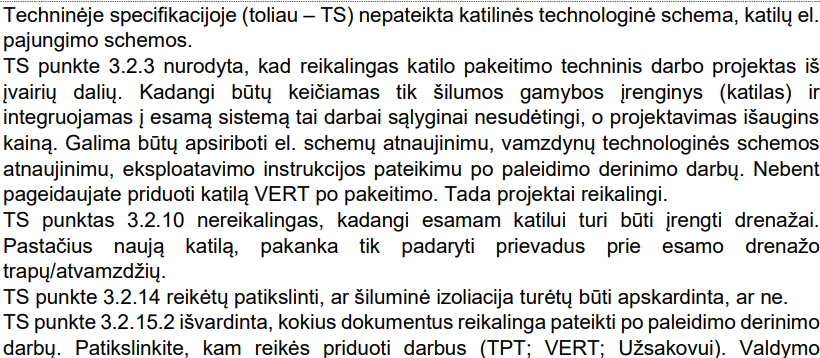 Techninėje specifikacijoje (toliau – TS) nepateikta katilinės technologinė schema, katilų el.
pajungimo schemos.
TS punkte 3.2.3 nurodyta, kad reikalingas katilo pakeitimo techninis darbo projektas iš
įvairių dalių. Kadangi būtų keičiamas tik šilumos gamybos įrenginys (katilas) ir
integruojamas į esamą sistemą tai darbai sąlyginai nesudėtingi, o projektavimas išaugins
kainą. Galima būtų apsiriboti el. schemų atnaujinimu, vamzdynų technologinės schemos
atnaujinimu, eksploatavimo instrukcijos pateikimu po paleidimo derinimo darbų. Nebent
pageidaujate priduoti katilą VERT po pakeitimo. Tada projektai reikalingi.
TS punktas 3.2.10 nereikalingas, kadangi esamam katilui turi būti įrengti drenažai.
Pastačius naują katilą, pakanka tik padaryti prievadus prie esamo drenažo
trapų/atvamzdžių.
TS punkte 3.2.14 reikėtų patikslinti, ar šiluminė izoliacija turėtų būti apskardinta, ar ne.
TS punkte 3.2.15.2 išvardinta, kokius dokumentus reikalinga pateikti po paleidimo derinimo
darbų. Patikslinkite, kam reikės priduoti darbus (TPT; VERT; Užsakovui). Valdymo